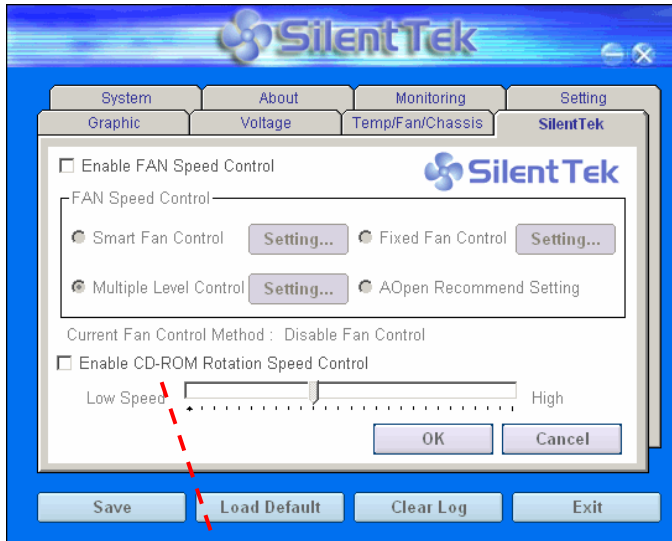 SilentTek
System About Monitoring Setting
Graphic Voltage Temp/Fan/Chassis SilentTek
Enable FAN Speed Control
SilentTek
FAN Speed Control
Smart Fan Control Setting... Fixed Fan Control Setting...
Multiple Level Control Setting... AOpen Recommend Setting
Current Fan Control Method : Disable Fan Control
Enable CD-ROM Rotation Speed Control
Low Speed High
OK Cancel
Save Load Default Clear Log Exit